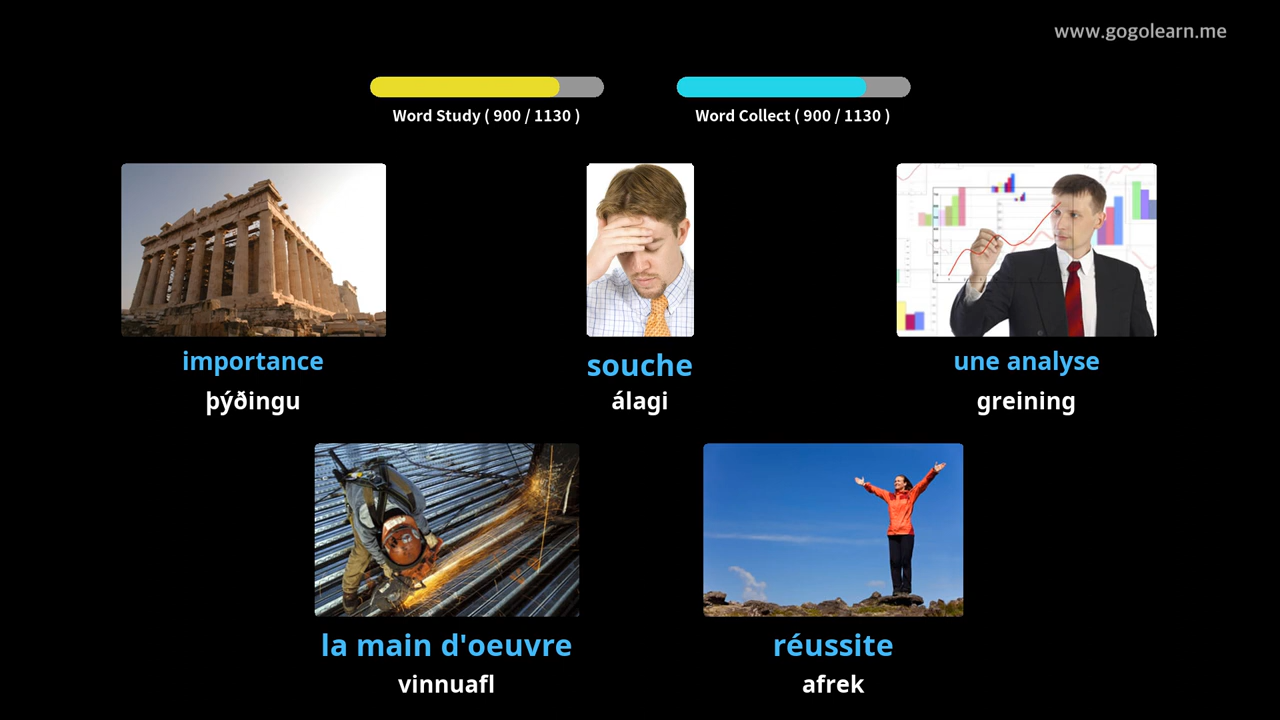 www.gogolearn.me
Word Study ( 900 / 1130 )
Word Collect ( 900 / 1130 )
importance
þýðingu
souche
álagi
une analyse
greining
la main d'oeuvre
vinnuafl
réussite
afrek